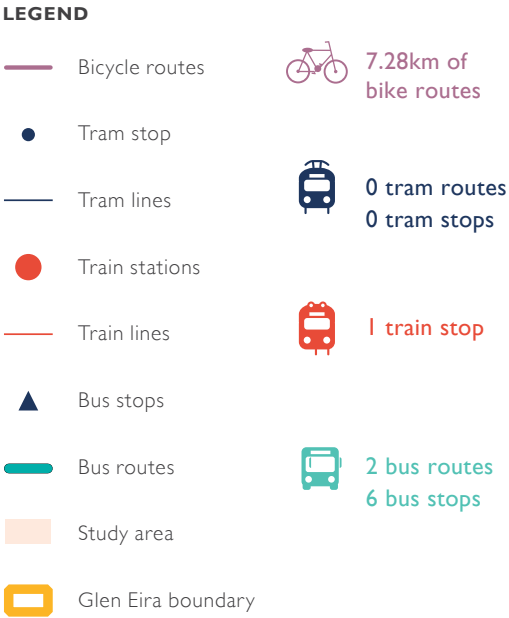 LEGEND
Bicycle routes
Tram stop
Tram lines
Train stations
Train lines
Bus stops
Bus routes
Study area
Glen Eira boundary
7.28km of
bike routes
0 tram routes
0 tram stops
1 train stop
2 bus routes
6 bus stops